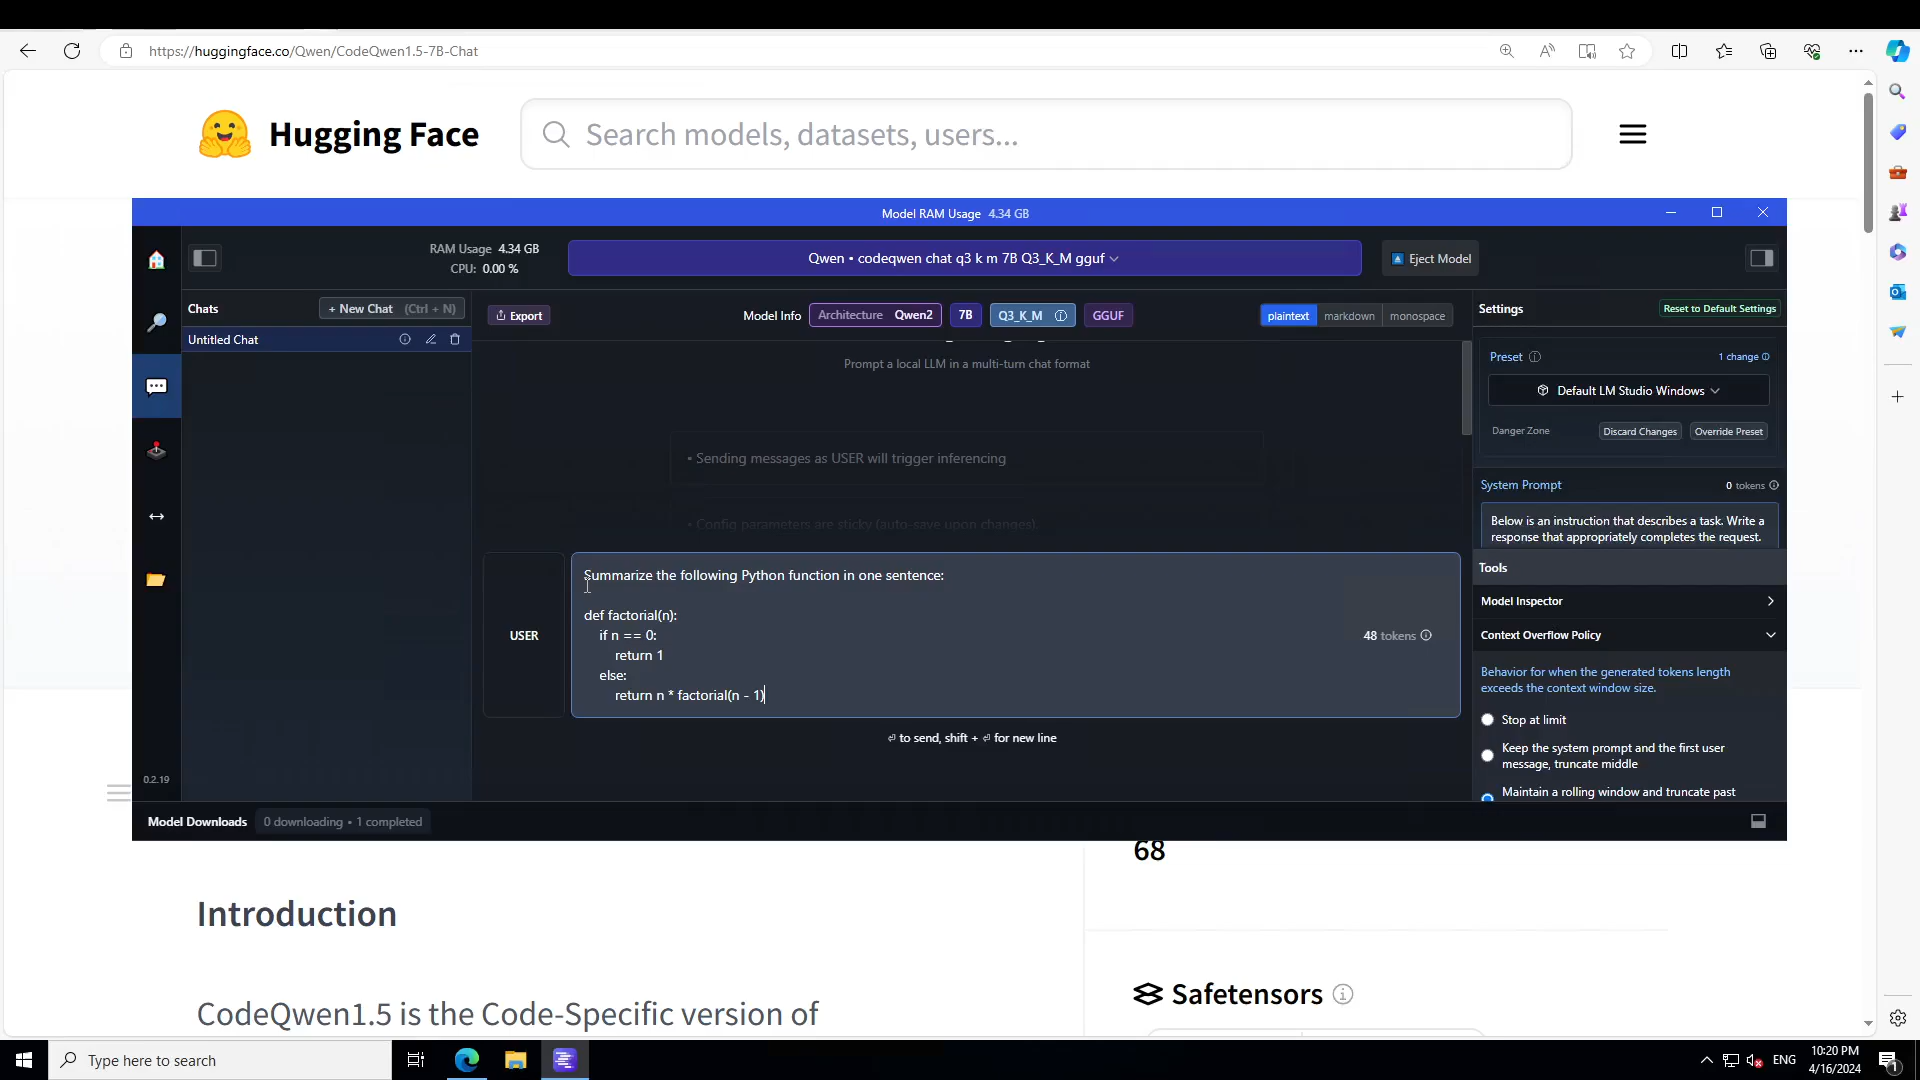 https://huggingface.co/Qwen/CodeQwen1.5-7B-Chat
Hugging Face
Search models, datasets, users...
Model RAM Usage 4.34 GB
RAM Usage 4.34 GB
CPU: 0.00 %
Qwen • codeqwen chat q3 k m 7B Q3_K_M gguf
Eject Model
Chats
+ New Chat (Ctrl + N)
Export
Model Info
Architecture Qwen2
7B
Q3_K_M
GGUF
plaintext
markdown
monospace
Settings
Reset to Default Settings
Untitled Chat
Prompt a local LLM in a multi-turn chat format
Preset
1 change
Default LM Studio Windows
Danger Zone
Discard Changes
Override Preset
• Sending messages as USER will trigger inferencing
System Prompt
0 tokens
• Config parameters are sticky (auto-save upon changes).
Below is an instruction that describes a task. Write a
response that appropriately completes the request.
USER
Summarize the following Python function in one sentence:
def factorial(n):
if n == 0:
return 1
else:
return n * factorial(n - 1)
48 tokens
⏎ to send, shift + ⏎ for new line
Tools
Model Inspector
Context Overflow Policy
Behavior for when the generated tokens length
exceeds the context window size.
Stop at limit
Keep the system prompt and the first user
message, truncate middle
Maintain a rolling window and truncate past
0.2.19
Model Downloads
0 downloading • 1 completed
68
Introduction
CodeQwen1.5 is the Code-Specific version of
Safetensors
Type here to search
ENG
10:20 PM
4/16/2024
1